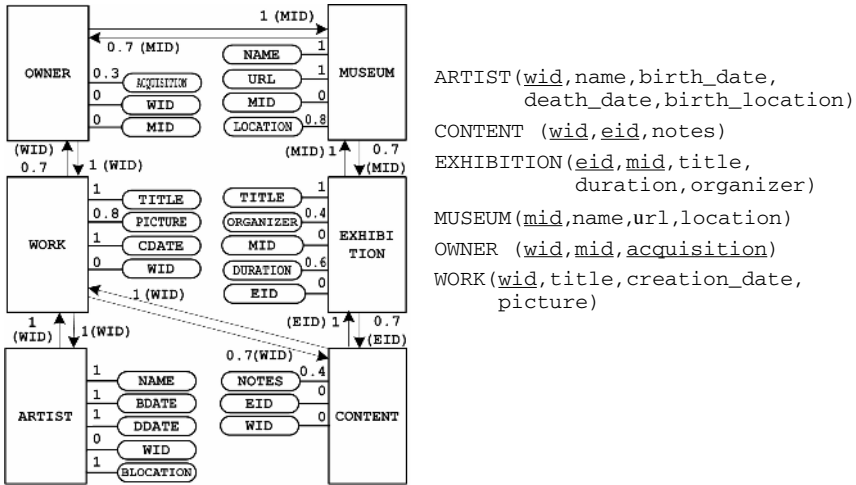 1 (MID)
0.7 (MID)
OWNER
0.3
ACQUISITION
0
WID
0
MID
NAME
1
URL
1
MID
0
LOCATION
0.8
MUSEUM
(WID)
0.7
1 (WID)
(MID) 1
0.7
(MID)
WORK
1
TITLE
0.8
PICTURE
1
CDATE
0
WID
TITLE
1
ORGANIZER
0.4
MID
0
DURATION
0.6
EID
0
EXHIBI
TION
1 (WID)
1
(WID)
1(WID)
(EID) 1
0.7
(EID)
0.7(WID)
ARTIST
1
NAME
1
BDATE
1
DDATE
0
WID
1
BLOCATION
NOTES
0.4
EID
0
WID
0
CONTENT
ARTIST(wid,name,birth_date,
death_date,birth_location)
CONTENT (wid,eid,notes)
EXHIBITION(eid,mid,title,
duration,organizer)
MUSEUM(mid,name,url,location)
OWNER (wid,mid,acquisition)
WORK(wid,title,creation_date,
picture)